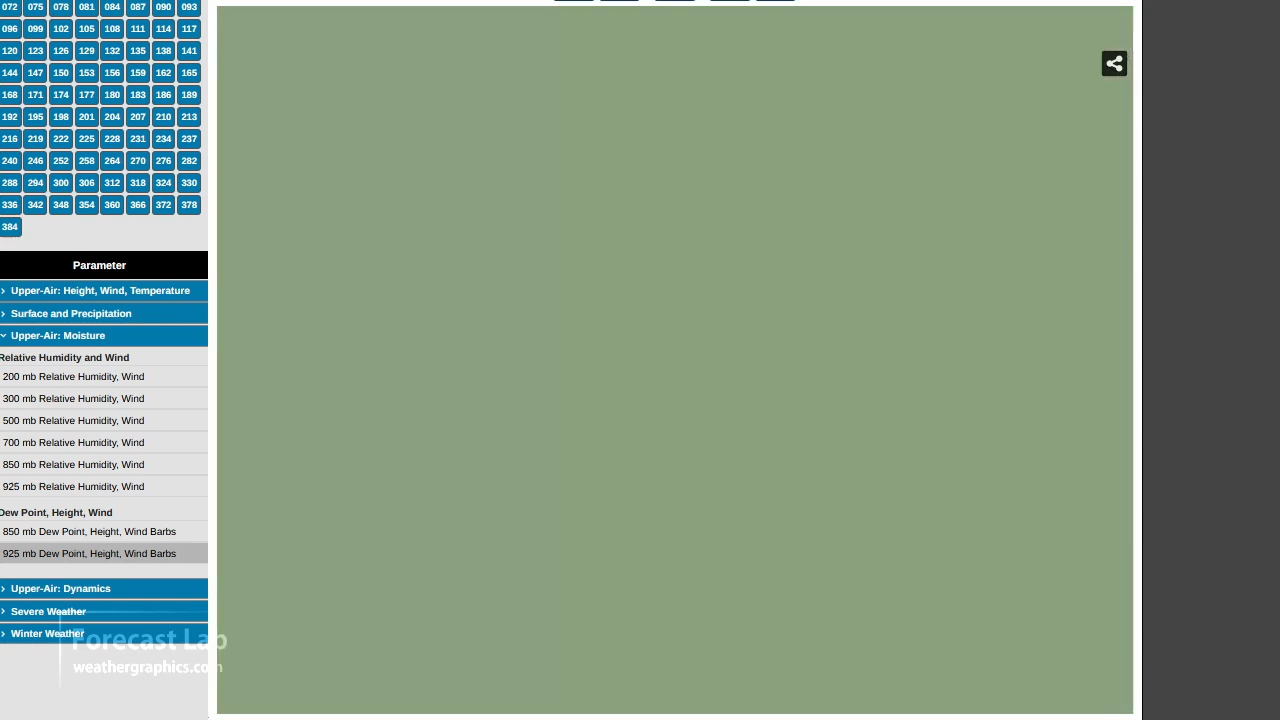 072 075 078 081 084 087 090 093
096 099 102 105 108 111 114 117
120 123 126 129 132 135 138 141
144 147 150 153 156 159 162 165
168 171 174 177 180 183 186 189
192 195 198 201 204 207 210 213
216 219 222 225 228 231 234 237
240 246 252 258 264 270 276 282
288 294 300 306 312 318 324 330
336 342 348 354 360 366 372 378
384
Parameter
Upper-Air: Height, Wind, Temperature
Surface and Precipitation
Upper-Air: Moisture
Relative Humidity and Wind
200 mb Relative Humidity, Wind
300 mb Relative Humidity, Wind
500 mb Relative Humidity, Wind
700 mb Relative Humidity, Wind
850 mb Relative Humidity, Wind
925 mb Relative Humidity, Wind
Dew Point, Height, Wind
850 mb Dew Point, Height, Wind Barbs
925 mb Dew Point, Height, Wind Barbs
Upper-Air: Dynamics
Severe Weather
Winter Weather
Forecast Lab
weathergraphics.com